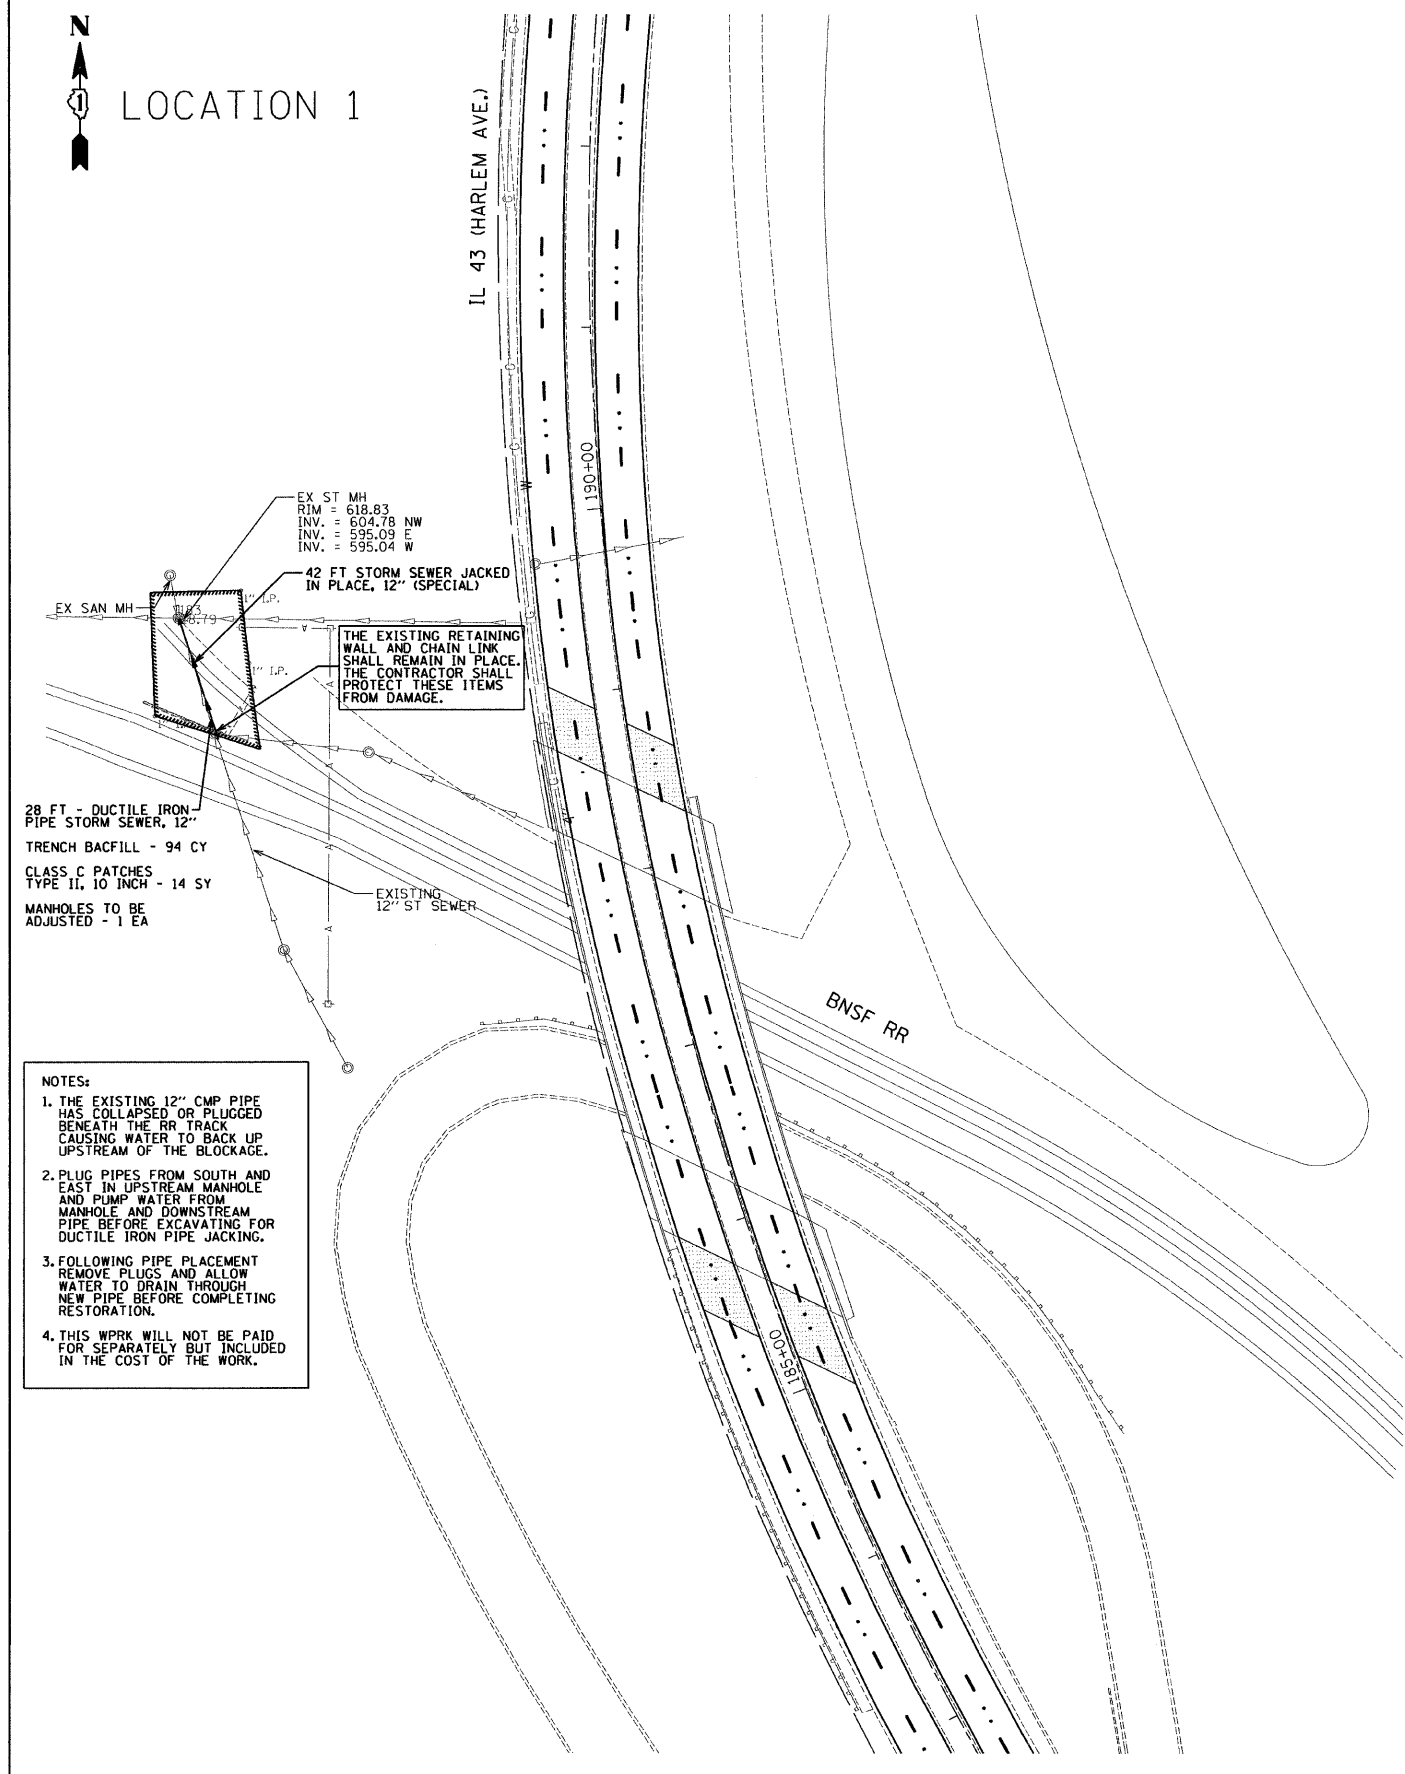 N
1
LOCATION 1
IL 43 (HARLEM AVE.)
190+00
EX ST MH
RIM = 618.83
INV. = 604.78 NW
INV. = 595.09 E
INV. = 595.04 W
42 FT STORM SEWER JACKED
IN PLACE, 12" (SPECIAL)
EX SAN MH
1" I.P.
THE EXISTING RETAINING
WALL AND CHAIN LINK
SHALL REMAIN IN PLACE.
THE CONTRACTOR SHALL
PROTECT THESE ITEMS
FROM DAMAGE.
1" I.P.
28 FT - DUCTILE IRON
PIPE STORM SEWER, 12"
TRENCH BACFILL - 94 CY
CLASS C PATCHES
TYPE II, 10 INCH - 14 SY
MANHOLES TO BE
ADJUSTED - 1 EA
EXISTING
12" ST SEWER
BNSF RR
185+00
NOTES:
1. THE EXISTING 12" CMP PIPE
HAS COLLAPSED OR PLUGGED
BENEATH THE RR TRACK
CAUSING WATER TO BACK UP
UPSTREAM OF THE BLOCKAGE.
2. PLUG PIPES FROM SOUTH AND
EAST IN UPSTREAM MANHOLE
AND PUMP WATER FROM
MANHOLE AND DOWNSTREAM
PIPE BEFORE EXCAVATING FOR
DUCTILE IRON PIPE JACKING.
3. FOLLOWING PIPE PLACEMENT
REMOVE PLUGS AND ALLOW
WATER TO DRAIN THROUGH
NEW PIPE BEFORE COMPLETING
RESTORATION.
4. THIS WPRK WILL NOT BE PAID
FOR SEPARATELY BUT INCLUDED
IN THE COST OF THE WORK.